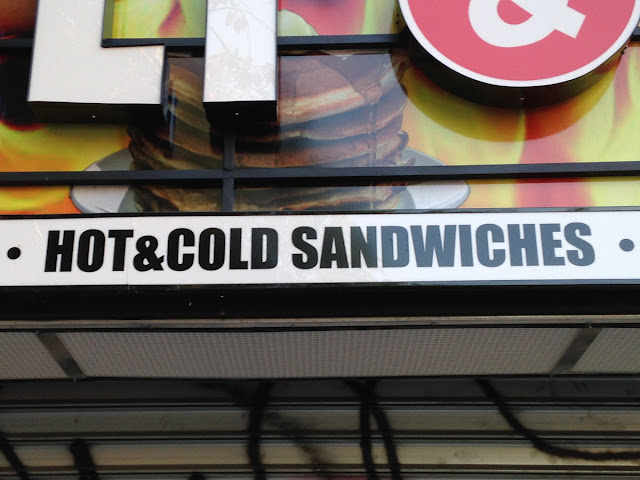 &
• HOT&COLD SANDWICHES •